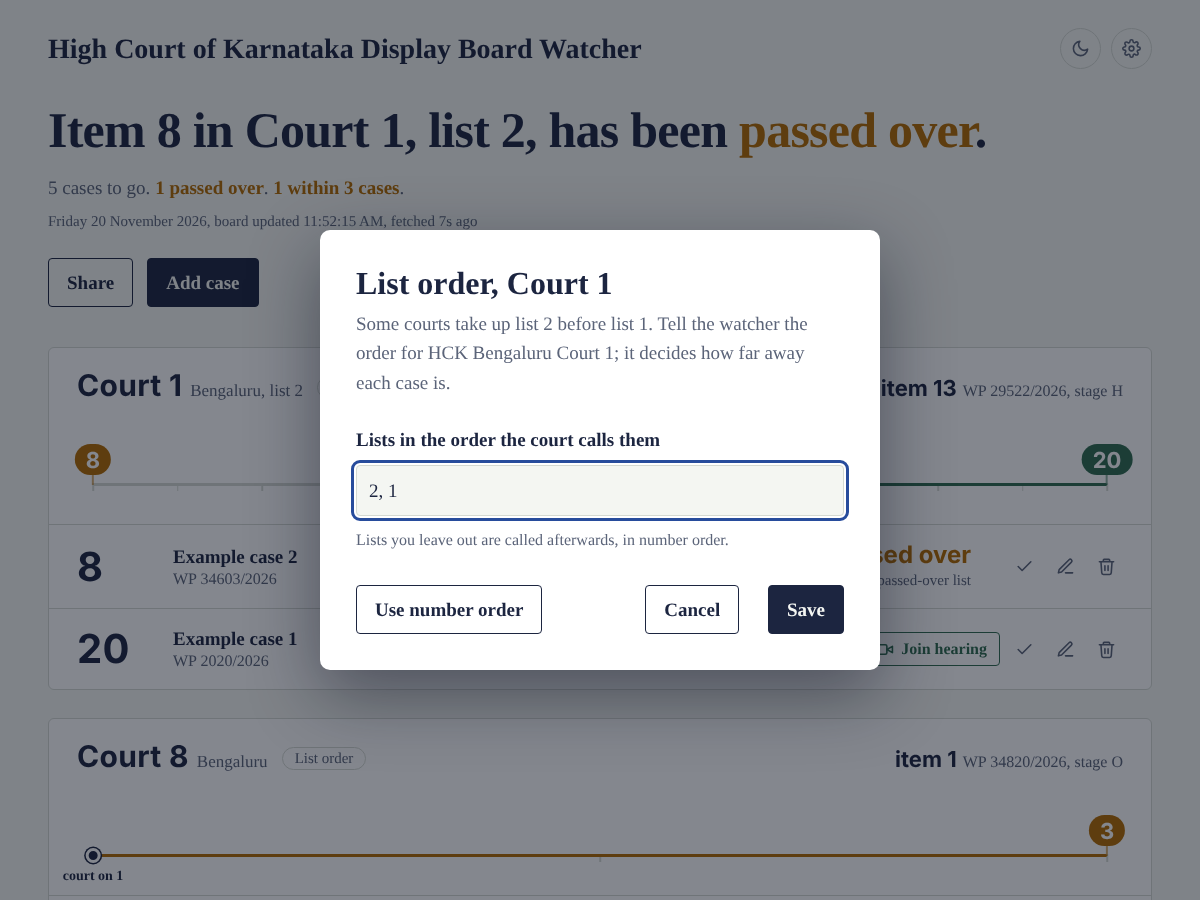 High Court of Karnataka Display Board Watcher
Item 8 in Court 1, list 2, has been passed over.
5 cases to go. 1 passed over. 1 within 3 cases.
Friday 20 November 2026, board updated 11:52:15 AM, fetched 7s ago
Share
Add case
List order, Court 1
Some courts take up list 2 before list 1. Tell the watcher the
order for HCK Bengaluru Court 1; it decides how far away
each case is.
Lists in the order the court calls them
2, 1
Lists you leave out are called afterwards, in number order.
Use number order
Cancel
Save
Court 1 Bengaluru, list 2
item 13 WP 29522/2026, stage H
8
20
8
Example case 2
WP 34603/2026
over
passed-over list
20
Example case 1
WP 2020/2026
Join hearing
Court 8 Bengaluru
List order
item 1 WP 34820/2026, stage O
3
court on 1